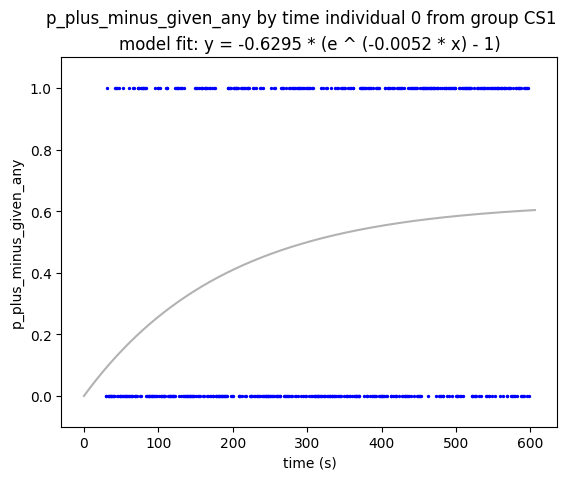 p_plus_minus_given_any by time individual 0 from group CS1
model fit: y = -0.6295 * (e ^ (-0.0052 * x) - 1)
1.0
0.8
0.6
0.4
0.2
0.0
p_plus_minus_given_any
0 100 200 300 400 500 600
time (s)